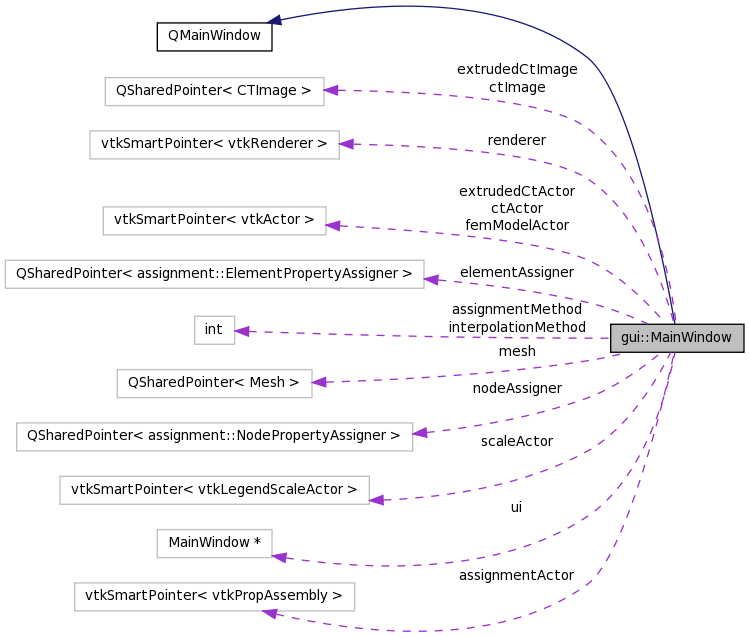 QMainWindow
extrudedCtImage
ctImage
QSharedPointer< CTImage >
renderer
vtkSmartPointer< vtkRenderer >
extrudedCtActor
ctActor
femModelActor
vtkSmartPointer< vtkActor >
elementAssigner
QSharedPointer< assignment::ElementPropertyAssigner >
assignmentMethod
interpolationMethod
int
gui::MainWindow
mesh
QSharedPointer< Mesh >
nodeAssigner
QSharedPointer< assignment::NodePropertyAssigner >
scaleActor
vtkSmartPointer< vtkLegendScaleActor >
ui
MainWindow *
assignmentActor
vtkSmartPointer< vtkPropAssembly >